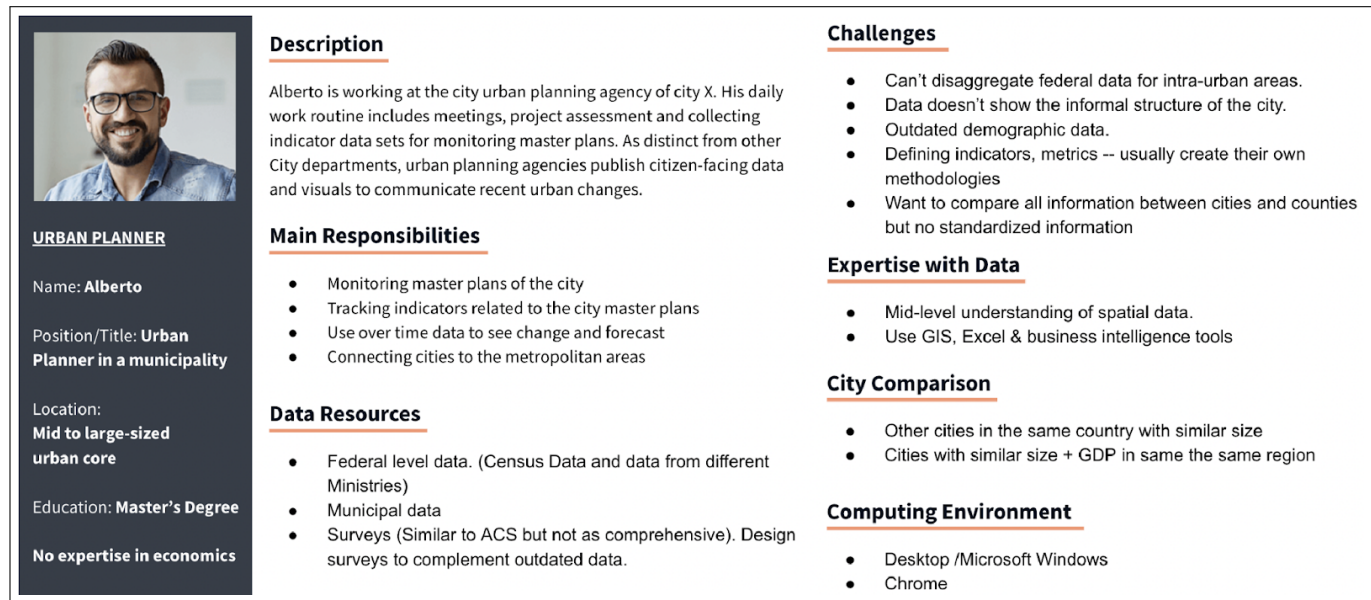 URBAN PLANNER
Name: Alberto
Position/Title: Urban
Planner in a municipality
Location:
Mid to large-sized
urban core
Education: Master’s Degree
No expertise in economics
Description
Alberto is working at the city urban planning agency of city X. His daily
work routine includes meetings, project assessment and collecting
indicator data sets for monitoring master plans. As distinct from other
City departments, urban planning agencies publish citizen-facing data
and visuals to communicate recent urban changes.
Main Responsibilities
● Monitoring master plans of the city
● Tracking indicators related to the city master plans
● Use over time data to see change and forecast
● Connecting cities to the metropolitan areas
Data Resources
● Federal level data. (Census Data and data from different
Ministries)
● Municipal data
● Surveys (Similar to ACS but not as comprehensive). Design
surveys to complement outdated data.
Challenges
● Can’t disaggregate federal data for intra-urban areas.
● Data doesn’t show the informal structure of the city.
● Outdated demographic data.
● Defining indicators, metrics -- usually create their own
methodologies
● Want to compare all information between cities and counties
but no standardized information
Expertise with Data
● Mid-level understanding of spatial data.
● Use GIS, Excel & business intelligence tools
City Comparison
● Other cities in the same country with similar size
● Cities with similar size + GDP in same the same region
Computing Environment
● Desktop /Microsoft Windows
● Chrome